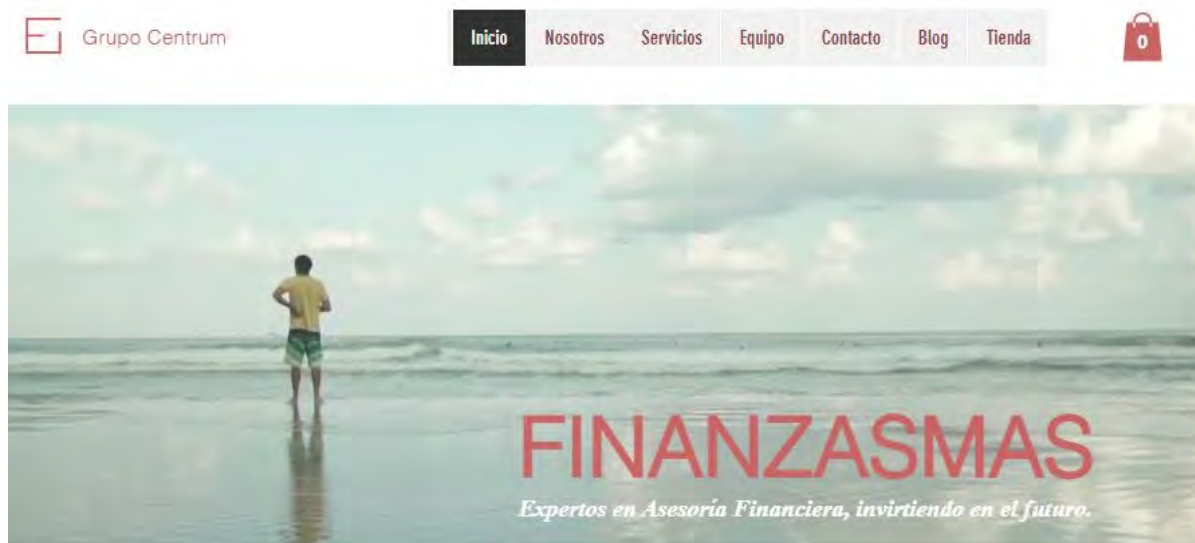 Grupo Centrum
Inicio Nosotros Servicios Equipo Contacto Blog Tienda
0
FINANZASMAS
Expertos en Asesoría Financiera, invirtiendo en el futuro.